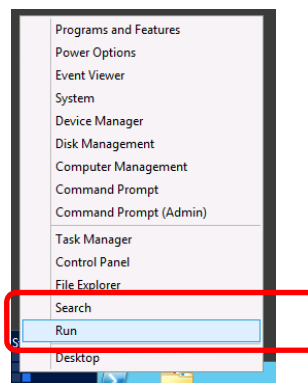 Programs and Features
Power Options
Event Viewer
System
Device Manager
Disk Management
Computer Management
Command Prompt
Command Prompt (Admin)
Task Manager
Control Panel
File Explorer
Search
Run
Desktop